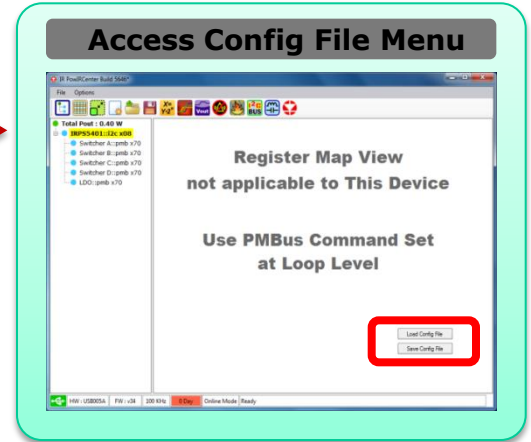 Access Config File Menu
IR PowIRCenter Build 5646*
File Options
Total Pout : 0.40 W
IRPS5401::i2c x00
Switcher A::pmb x70
Switcher B::pmb x70
Switcher C::pmb x70
Switcher D::pmb x70
LDO::pmb x70
Register Map View
not applicable to This Device
Use PMBus Command Set
at Loop Level
Load Config File
Save Config File
HW : USB005A FW : v34 100 KHz 0 Day Online Mode Ready